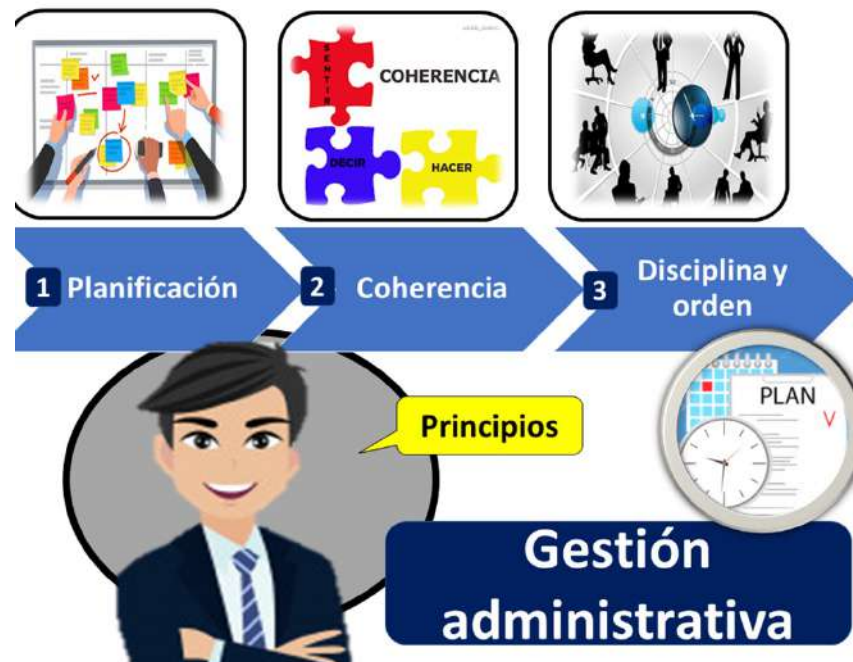 SENTIR
COHERENCIA
DECIR
HACER
1 Planificación
2 Coherencia
3 Disciplina y
orden
Principios
PLAN
Gestión
administrativa